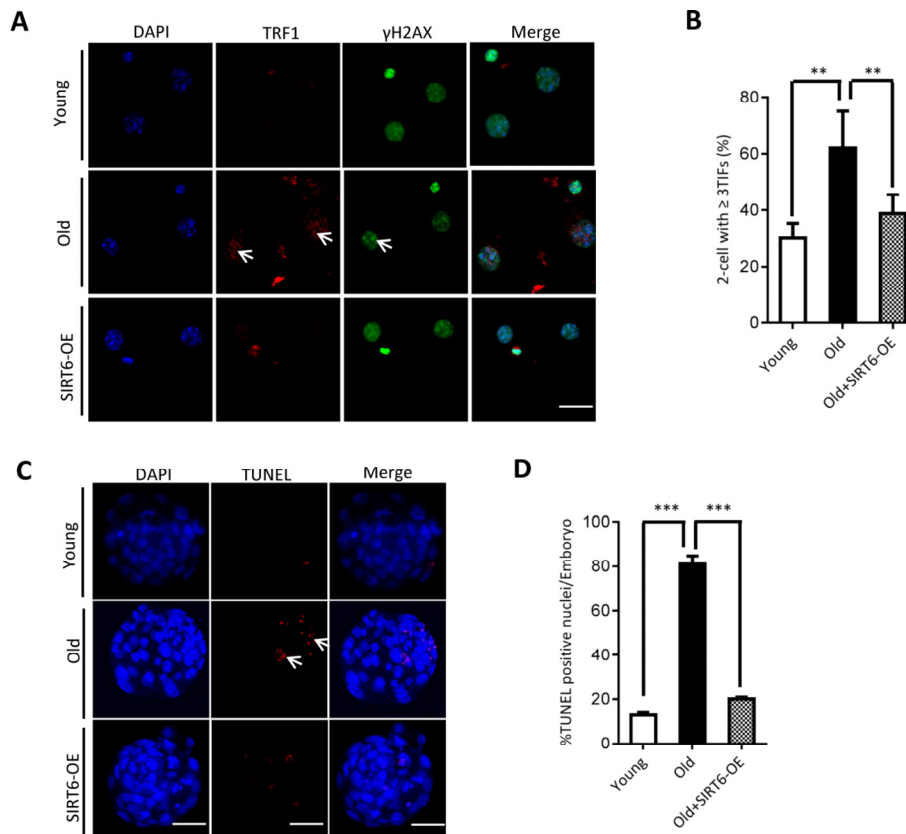 A
DAPI TRF1 γH2AX Merge
Young
Old
SIRT6-OE
B
2-cell with ≥ 3TIFs (%)
** **
80
60
40
20
0
Young Old Old+SIRT6-OE
C
DAPI TUNEL Merge
Young
Old
SIRT6-OE
D
%TUNEL positive nuclei/Emboryo
*** ***
100
80
60
40
20
0
Young Old Old+SIRT6-OE